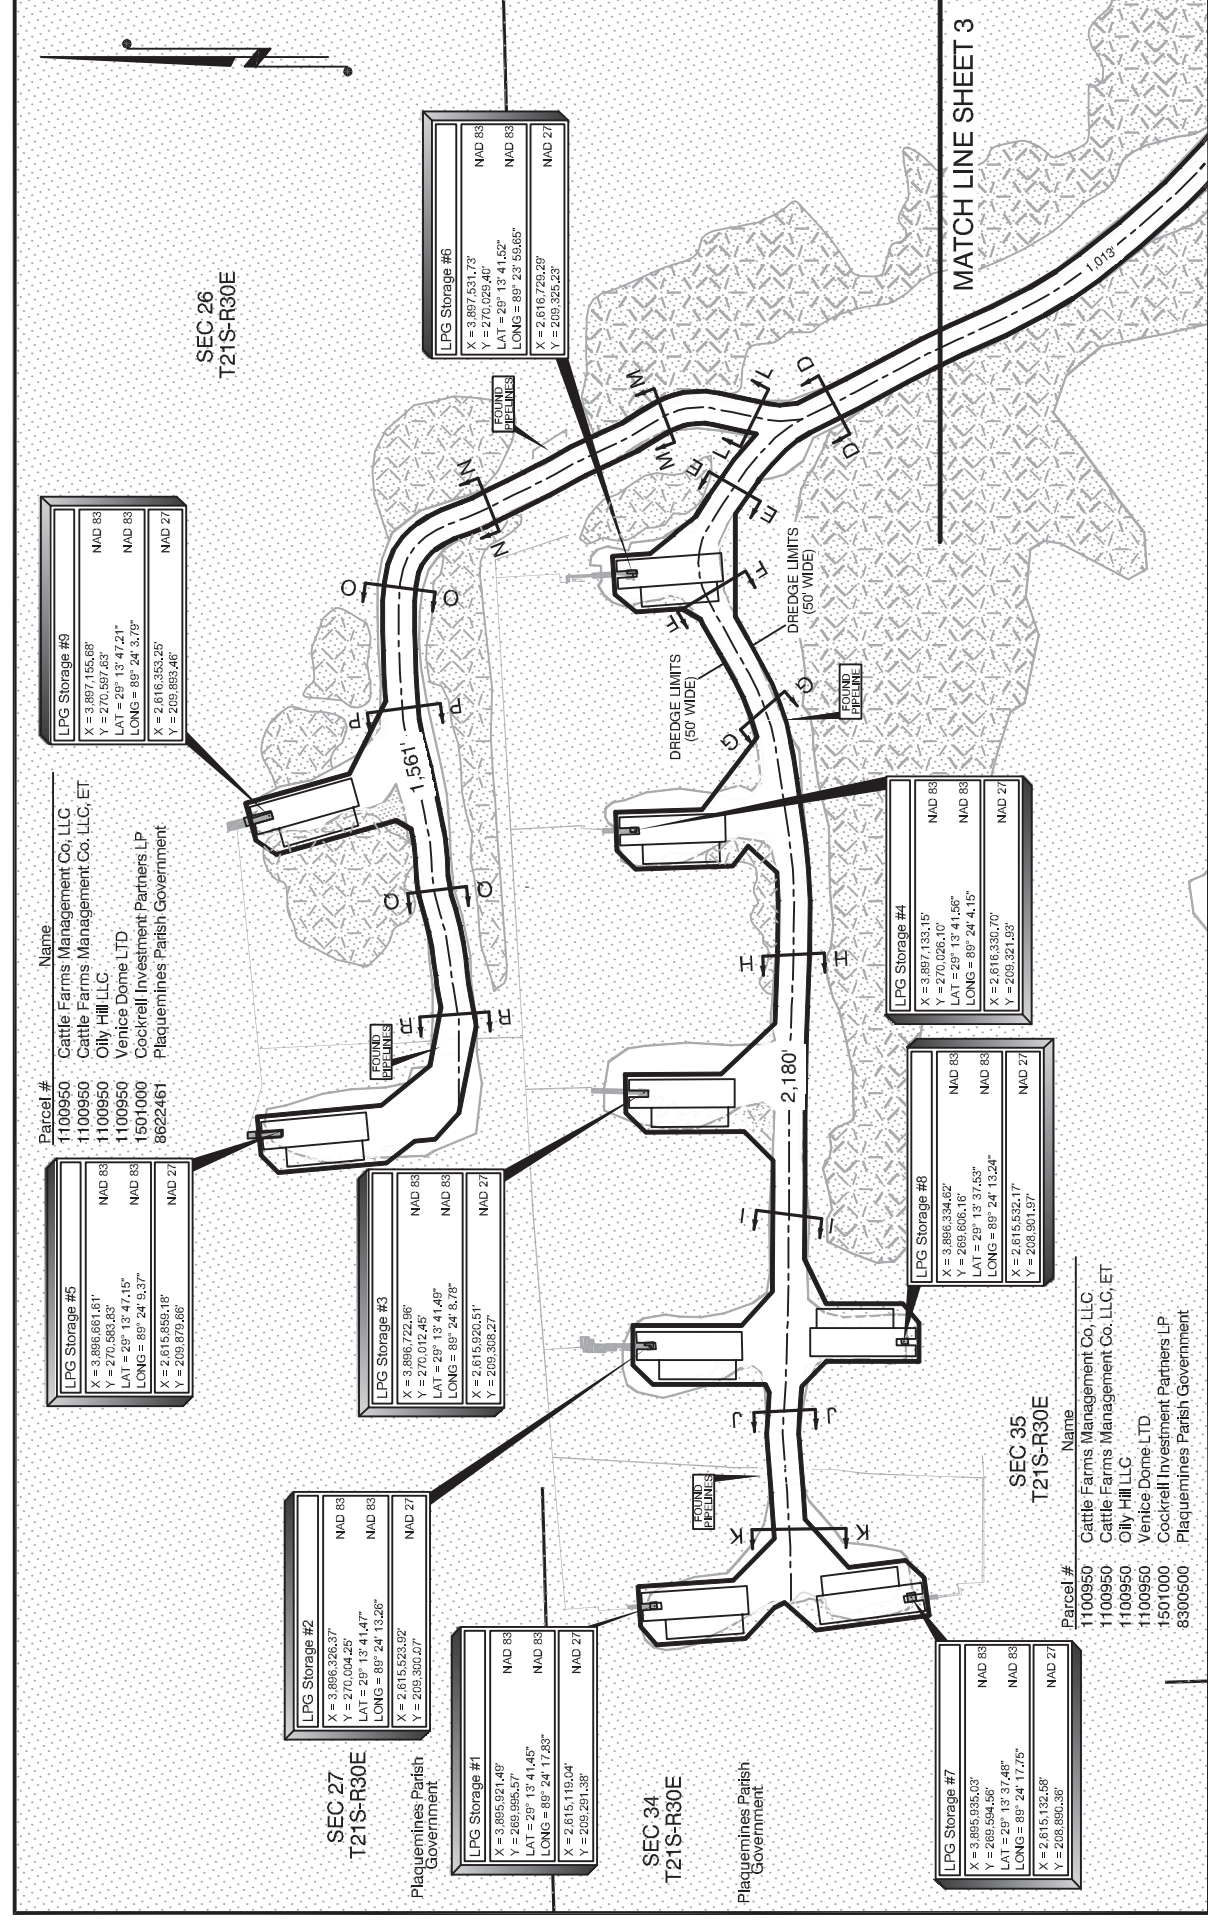 SEC 26
T21S-R30E
MATCH LINE SHEET 3
1,013'
LPG Storage #6
X = 3,897,531.73'
NAD 83
Y = 270,029.40'
LAT = 29° 13' 41.52"
NAD 83
LONG = 89° 23' 59.65"
X = 2,616,729.29'
NAD 27
Y = 209,325.23'
LPG Storage #9
X = 3,897,155.68'
NAD 83
Y = 270,597.63'
LAT = 29° 13' 47.21"
NAD 83
LONG = 89° 24' 3.79"
X = 2,616,353.25'
NAD 27
Y = 209,893.46'
Parcel #
Name
1100950 Cattle Farms Management Co, LLC
1100950 Cattle Farms Management Co. LLC, ET
1100950 Oily Hill LLC
1100950 Venice Dome LTD
1501000 Cockrell Investment Partners LP
8622461 Plaquemines Parish Government
LPG Storage #5
X = 3,896,661.61'
NAD 83
Y = 270,583.83'
LAT = 29° 13' 47.15"
NAD 83
LONG = 89° 24' 9.37"
X = 2,615,859.18'
NAD 27
Y = 209,879.66'
LPG Storage #3
X = 3,896,722.96'
NAD 83
Y = 270,012.45'
LAT = 29° 13' 41.49"
NAD 83
LONG = 89° 24' 8.78"
X = 2,615,920.51'
NAD 27
Y = 209,308.27'
LPG Storage #2
X = 3,896,326.37'
NAD 83
Y = 270,004.25'
LAT = 29° 13' 41.47"
NAD 83
LONG = 89° 24' 13.26"
X = 2,615,523.92'
NAD 27
Y = 209,300.07'
SEC 27
T21S-R30E
Plaquemines Parish
Government
LPG Storage #1
X = 3,895,921.49'
NAD 83
Y = 269,995.57'
LAT = 29° 13' 41.45"
NAD 83
LONG = 89° 24' 17.83"
X = 2,615,119.04'
NAD 27
Y = 209,291.38'
SEC 34
T21S-R30E
Plaquemines Parish
Government
LPG Storage #7
X = 3,895,935.03'
NAD 83
Y = 269,594.56'
LAT = 29° 13' 37.48"
NAD 83
LONG = 89° 24' 17.75"
X = 2,615,132.58'
NAD 27
Y = 208,890.36'
LPG Storage #8
X = 3,896,334.62'
NAD 83
Y = 269,606.16'
LAT = 29° 13' 37.53"
NAD 83
LONG = 89° 24' 13.24"
X = 2,615,532.17'
NAD 27
Y = 208,901.97'
LPG Storage #4
X = 3,897,133.15'
NAD 83
Y = 270,026.10'
LAT = 29° 13' 41.56"
NAD 83
LONG = 89° 24' 4.15"
X = 2,616,330.70'
NAD 27
Y = 209,321.93'
SEC 35
T21S-R30E
Parcel #
Name
1100950 Cattle Farms Management Co, LLC
1100950 Cattle Farms Management Co. LLC, ET
1100950 Oily Hill LLC
1100950 Venice Dome LTD
1501000 Cockrell Investment Partners LP
8300500 Plaquemines Parish Government
FOUND
PIPELINES
FOUND
PIPELINES
FOUND
PIPELINES
FOUND
PIPELINE
DREDGE LIMITS
(50' WIDE)
DREDGE LIMITS
(50' WIDE)
1,561'
2,180'
D
D
L
L
M
M
N
N
O
O
P
P
Q
Q
R
R
E
E
F
F
G
G
H
H
I
I
J
J
K
K